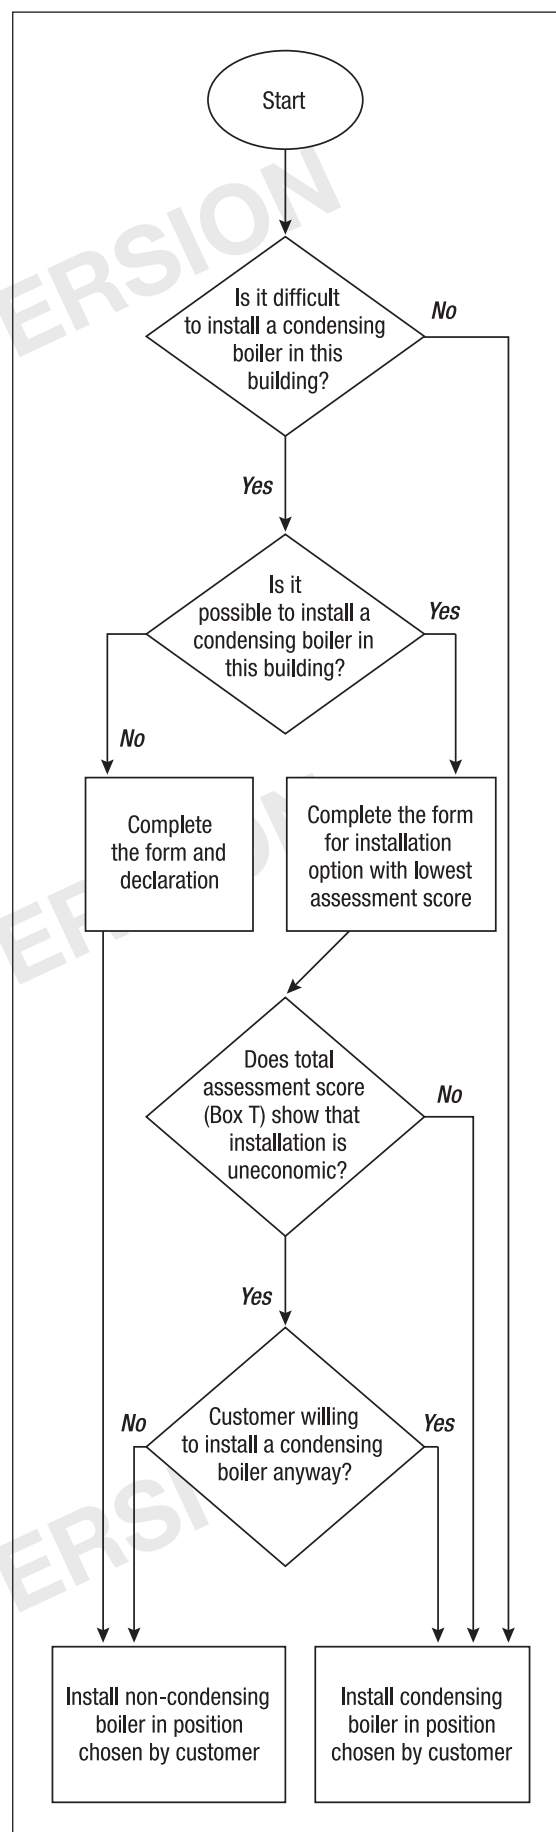 Start
Is it difficult
to install a condensing
boiler in this
building?
No
Yes
Is it
possible to install a
condensing boiler in
this building?
Yes
No
Complete
the form and
declaration
Complete the form
for installation
option with lowest
assessment score
Does total
assessment score
(Box T) show that
installation is
uneconomic?
No
Yes
Customer willing
to install a condensing
boiler anyway?
No
Yes
Install non-condensing
boiler in position
chosen by customer
Install condensing
boiler in position
chosen by customer
ERSION
ERSION
ERSION